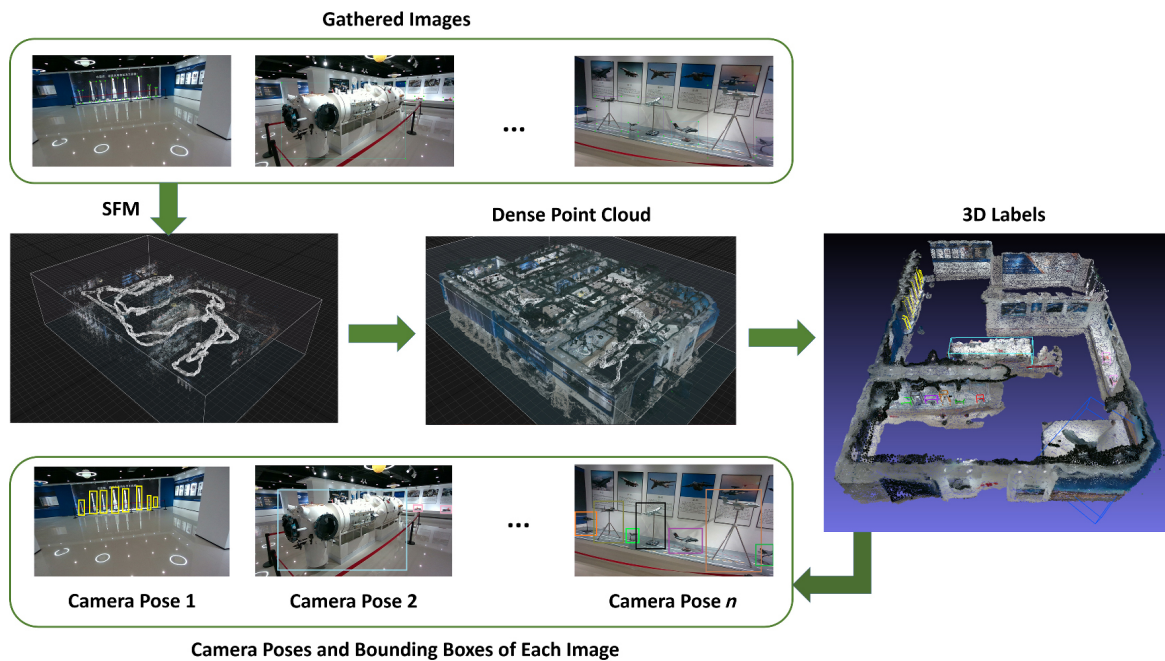 Gathered Images
...
SFM
Dense Point Cloud
3D Labels
...
Camera Pose 1
Camera Pose 2
Camera Pose n
Camera Poses and Bounding Boxes of Each Image